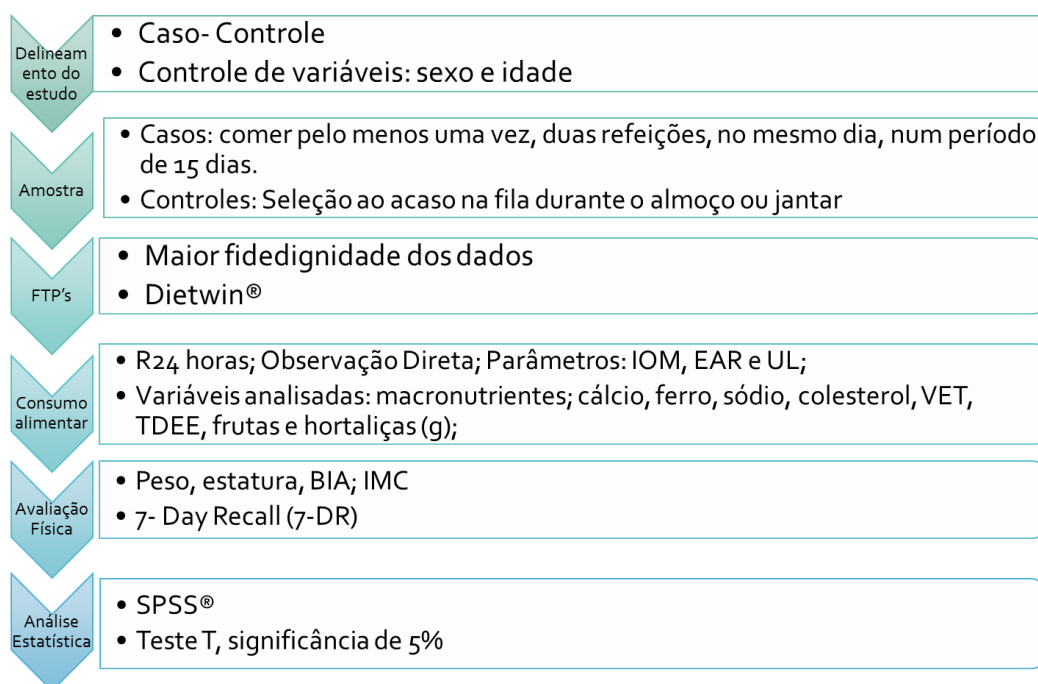 Delineam
ento do
estudo
• Caso- Controle
• Controle de variáveis: sexo e idade
Amostra
• Casos: comer pelo menos uma vez, duas refeições, no mesmo dia, num período
de 15 dias.
• Controles: Seleção ao acaso na fila durante o almoço ou jantar
FTP's
• Maior fidedignidade dos dados
• Dietwin®
Consumo
alimentar
• R24 horas; Observação Direta; Parâmetros: IOM, EAR e UL;
• Variáveis analisadas: macronutrientes; cálcio, ferro, sódio, colesterol, VET,
TDEE, frutas e hortaliças (g);
Avaliação
Física
• Peso, estatura, BIA; IMC
• 7- Day Recall (7-DR)
Análise
Estatística
• SPSS®
• Teste T, significância de 5%